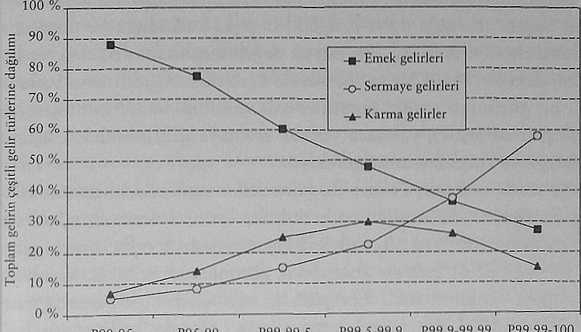 100 %
90 %
80 %
70 %
60 %
50 %
40 %
30 %
20 %
10 %
0 %
Toplam gelirin çeşitli gelir türlerine dağılımı
Emek gelirleri
Sermaye gelirleri
Karma gelirler
P90-95 P95-99 P99-99,5 P99,5-99,9 P99,9-99,99 P99,99-100